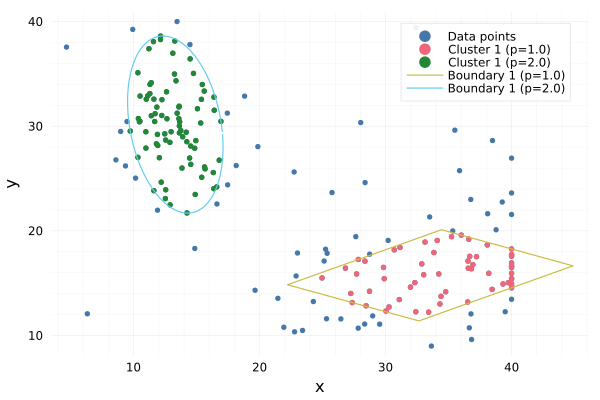 40
30
20
10
y
10
20
30
40
x
Data points
Cluster 1 (p=1.0)
Cluster 1 (p=2.0)
Boundary 1 (p=1.0)
Boundary 1 (p=2.0)